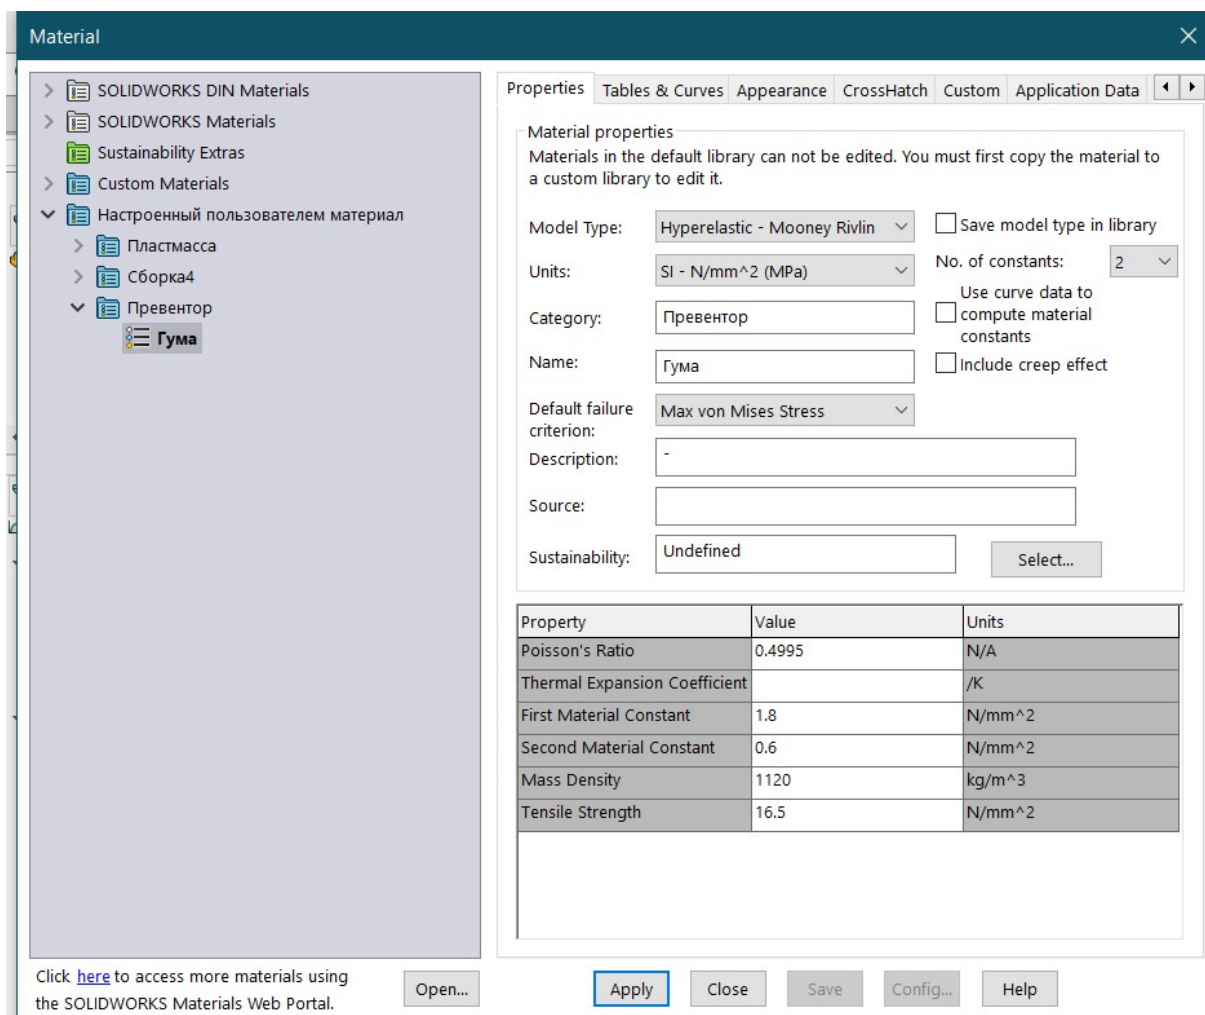 Material
SOLIDWORKS DIN Materials
SOLIDWORKS Materials
Sustainability Extras
Custom Materials
Настроенный пользователем материал
Пластмасса
Сборка4
Превентор
Гума
Click here to access more materials using
the SOLIDWORKS Materials Web Portal.
Open...
Properties Tables & Curves Appearance CrossHatch Custom Application Data
Material properties
Materials in the default library can not be edited. You must first copy the material to
a custom library to edit it.
Model Type: Hyperelastic - Mooney Rivlin Save model type in library
Units: SI - N/mm^2 (MPa) No. of constants: 2
Category: Превентор
Use curve data to
compute material
constants
Name: Гума Include creep effect
Default failure
criterion:
Max von Mises Stress
Description: -
Source:
Sustainability: Undefined Select...
Property Value Units
Poisson's Ratio 0.4995 N/A
Thermal Expansion Coefficient /K
First Material Constant 1.8 N/mm^2
Second Material Constant 0.6 N/mm^2
Mass Density 1120 kg/m^3
Tensile Strength 16.5 N/mm^2
Apply Close Save Config... Help